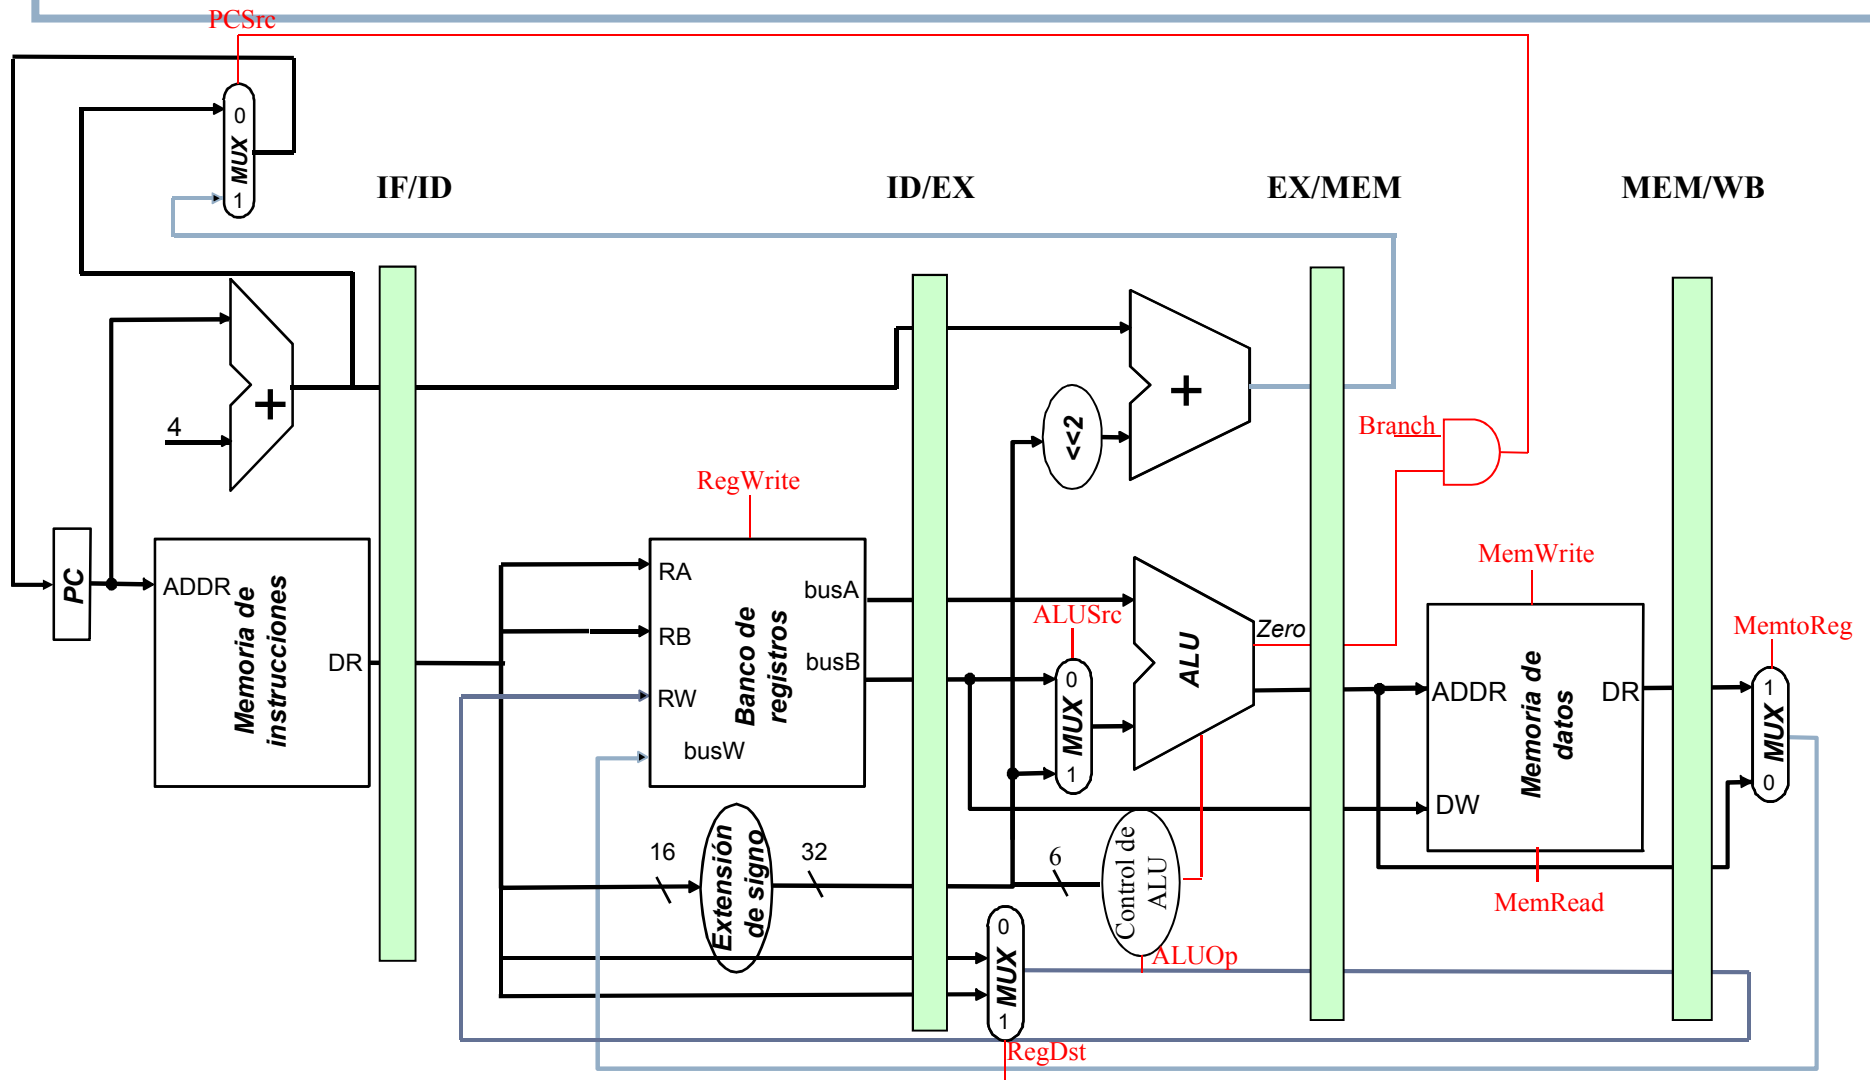 PCSrc
0
MUX
1
IF/ID
ID/EX
EX/MEM
MEM/WB
+
4
+
<<2
Branch
RegWrite
PC
ADDR
Memoria de
instrucciones
DR
RA
RB
RW
busW
Banco de
registros
busA
busB
ALUSrc
0
MUX
1
ALU
Zero
MemWrite
ADDR
DW
Memoria de
datos
DR
MemRead
MemtoReg
1
MUX
0
16
Extensión
de signo
32
6
Control de
ALU
ALUOp
0
MUX
1
RegDst